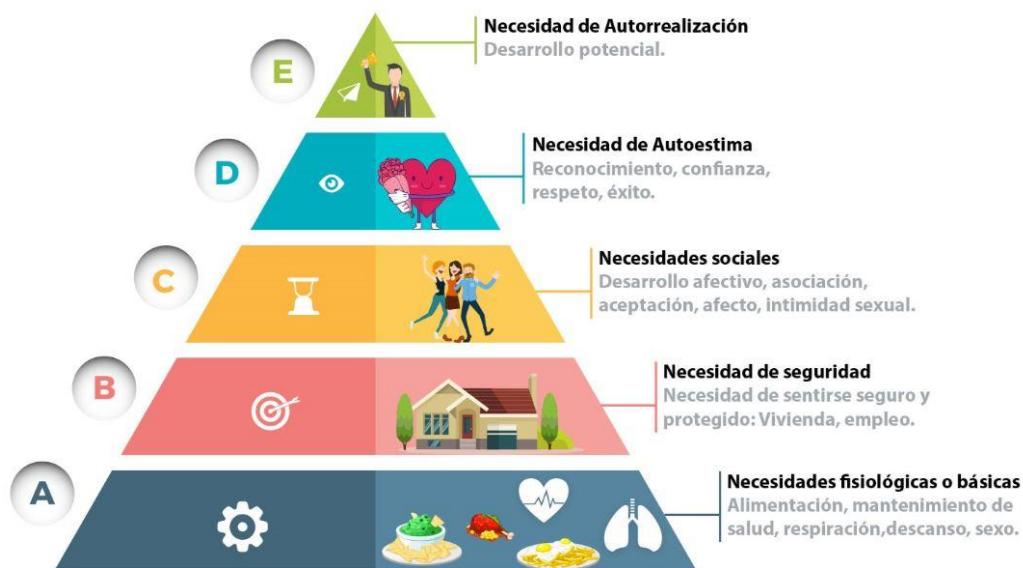 E
Necesidad de Autorrealización
Desarrollo potencial.
D
Necesidad de Autoestima
Reconocimiento, confianza,
respeto, éxito.
C
Necesidades sociales
Desarrollo afectivo, asociación,
aceptación, afecto, intimidad sexual.
B
Necesidad de seguridad
Necesidad de sentirse seguro y
protegido: Vivienda, empleo.
A
Necesidades fisiológicas o básicas
Alimentación, mantenimiento de
salud, respiración,descanso, sexo.